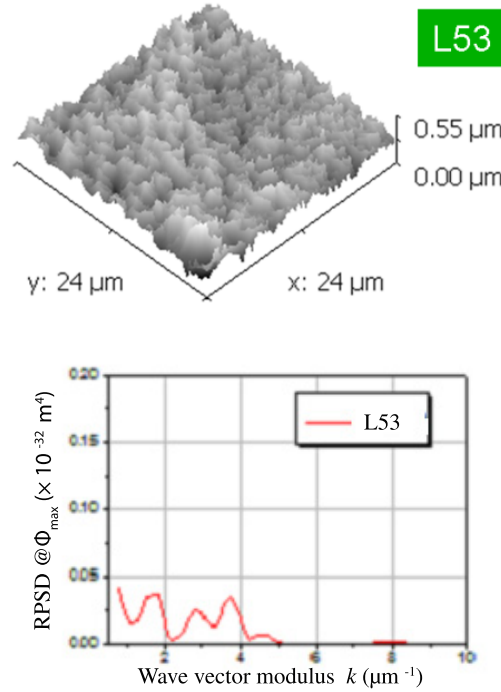 L53
0.55 µm
0.00 µm
y: 24 µm
x: 24 µm
0.20
0.15
0.10
0.05
0.00
RPSD @Φmax (× 10 -32 m4)
L53
2 4 6 8 10
Wave vector modulus k (µm -1)